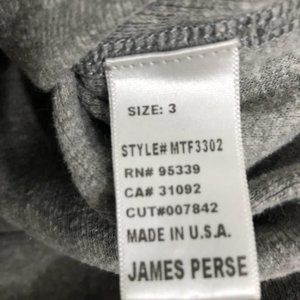 SIZE: 3
STYLE# MTF3302
RN# 95339
CA# 31092
CUT#007842
MADE IN U.S.A.
JAMES PERSE